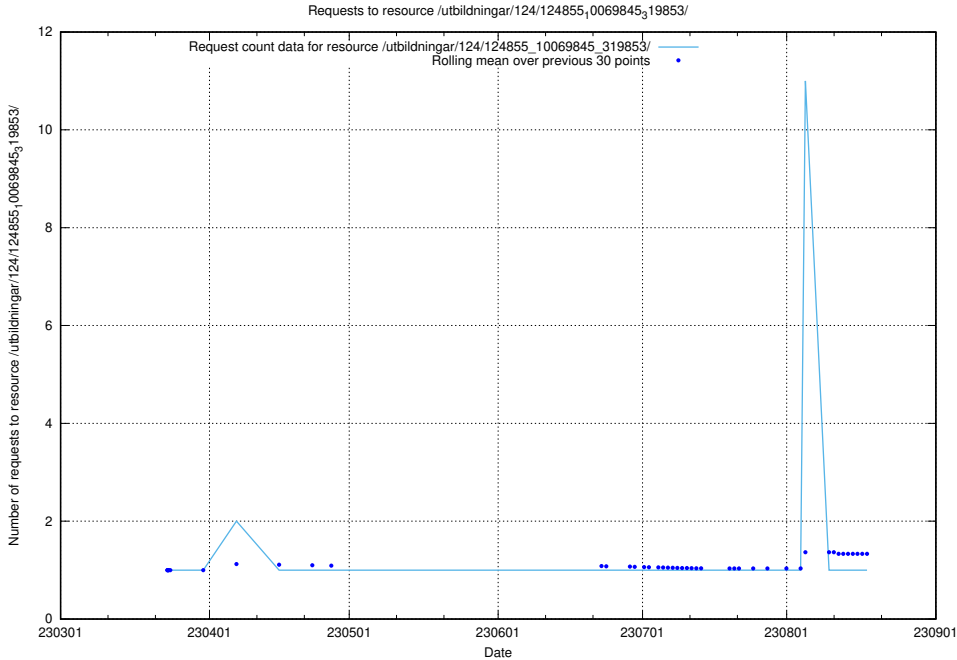 Requests to resource /utbildningar/124/124855₁0069845₃19853/
Number of requests to resource /utbildningar/124/124855₁0069845₃19853/
Request count data for resource /utbildningar/124/124855_10069845_319853/
Rolling mean over previous 30 points
12
10
8
6
4
2
0
230301 230401 230501 230601 230701 230801 230901
Date